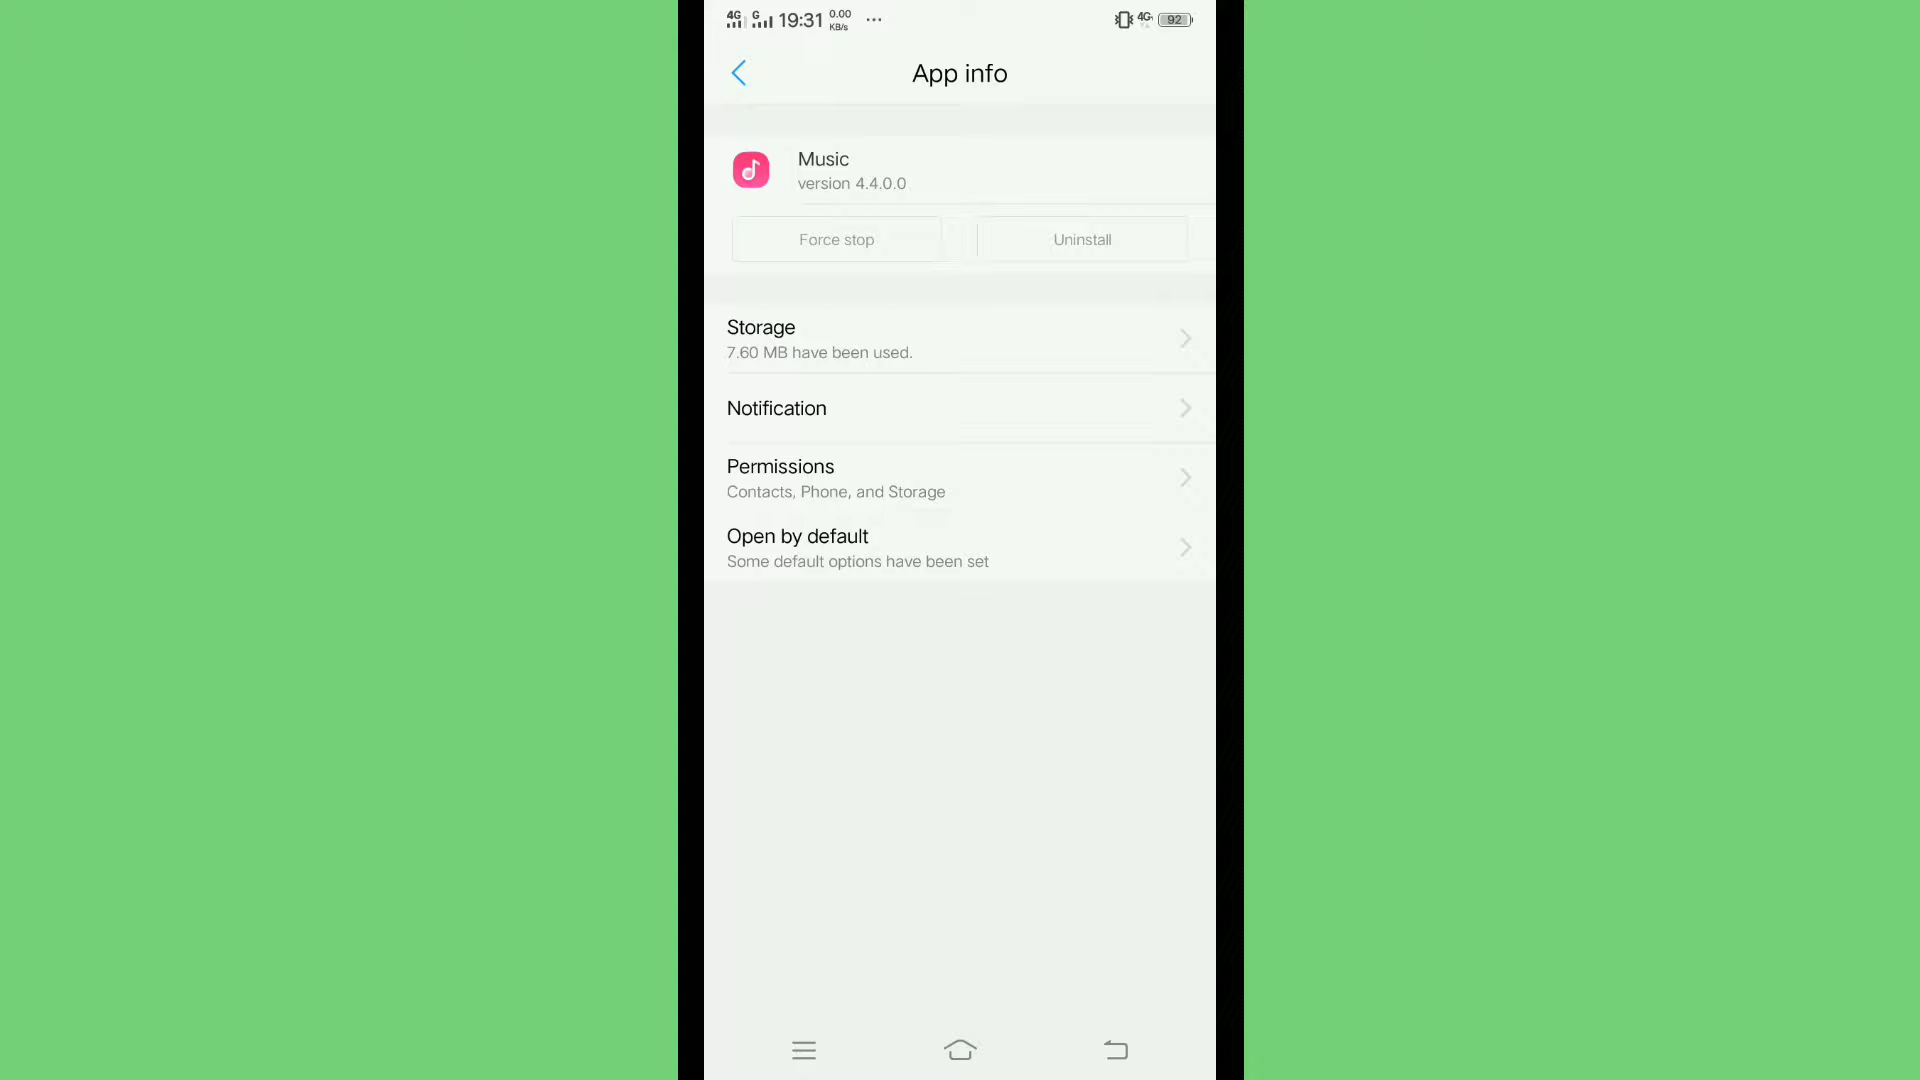 4G G 19:31 0.00 KB/s ... 4G 92
App info
Music
version 4.4.0.0
Force stop Uninstall
Storage
7.60 MB have been used.
Notification
Permissions
Contacts, Phone, and Storage
Open by default
Some default options have been set